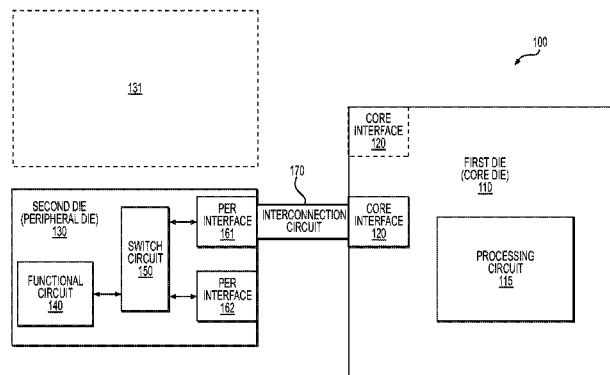 131
100
CORE
INTERFACE
120
FIRST DIE
(CORE DIE)
110
170
SECOND DIE
(PERIPHERAL DIE)
130
PER
INTERFACE
161
INTERCONNECTION
CIRCUIT
CORE
INTERFACE
120
SWITCH
CIRCUIT
150
FUNCTIONAL
CIRCUIT
140
PER
INTERFACE
162
PROCESSING
CIRCUIT
115